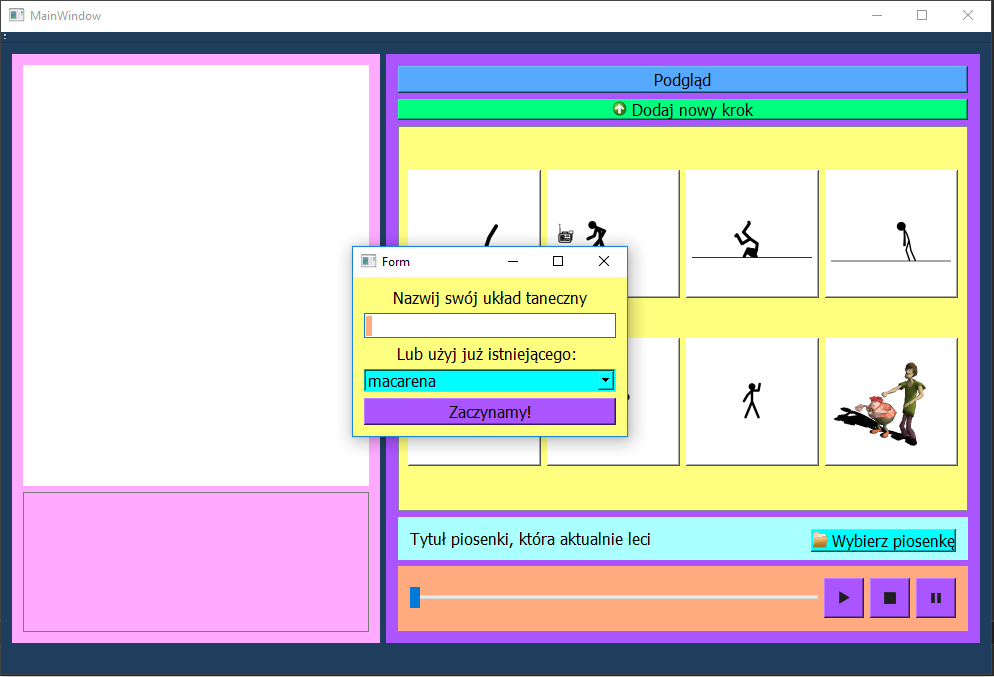 MainWindow
Podgląd
Dodaj nowy krok
Form
Nazwij swój układ taneczny
Lub użyj już istniejącego:
macarena
Zaczynamy!
Tytuł piosenki, która aktualnie leci
Wybierz piosenkę